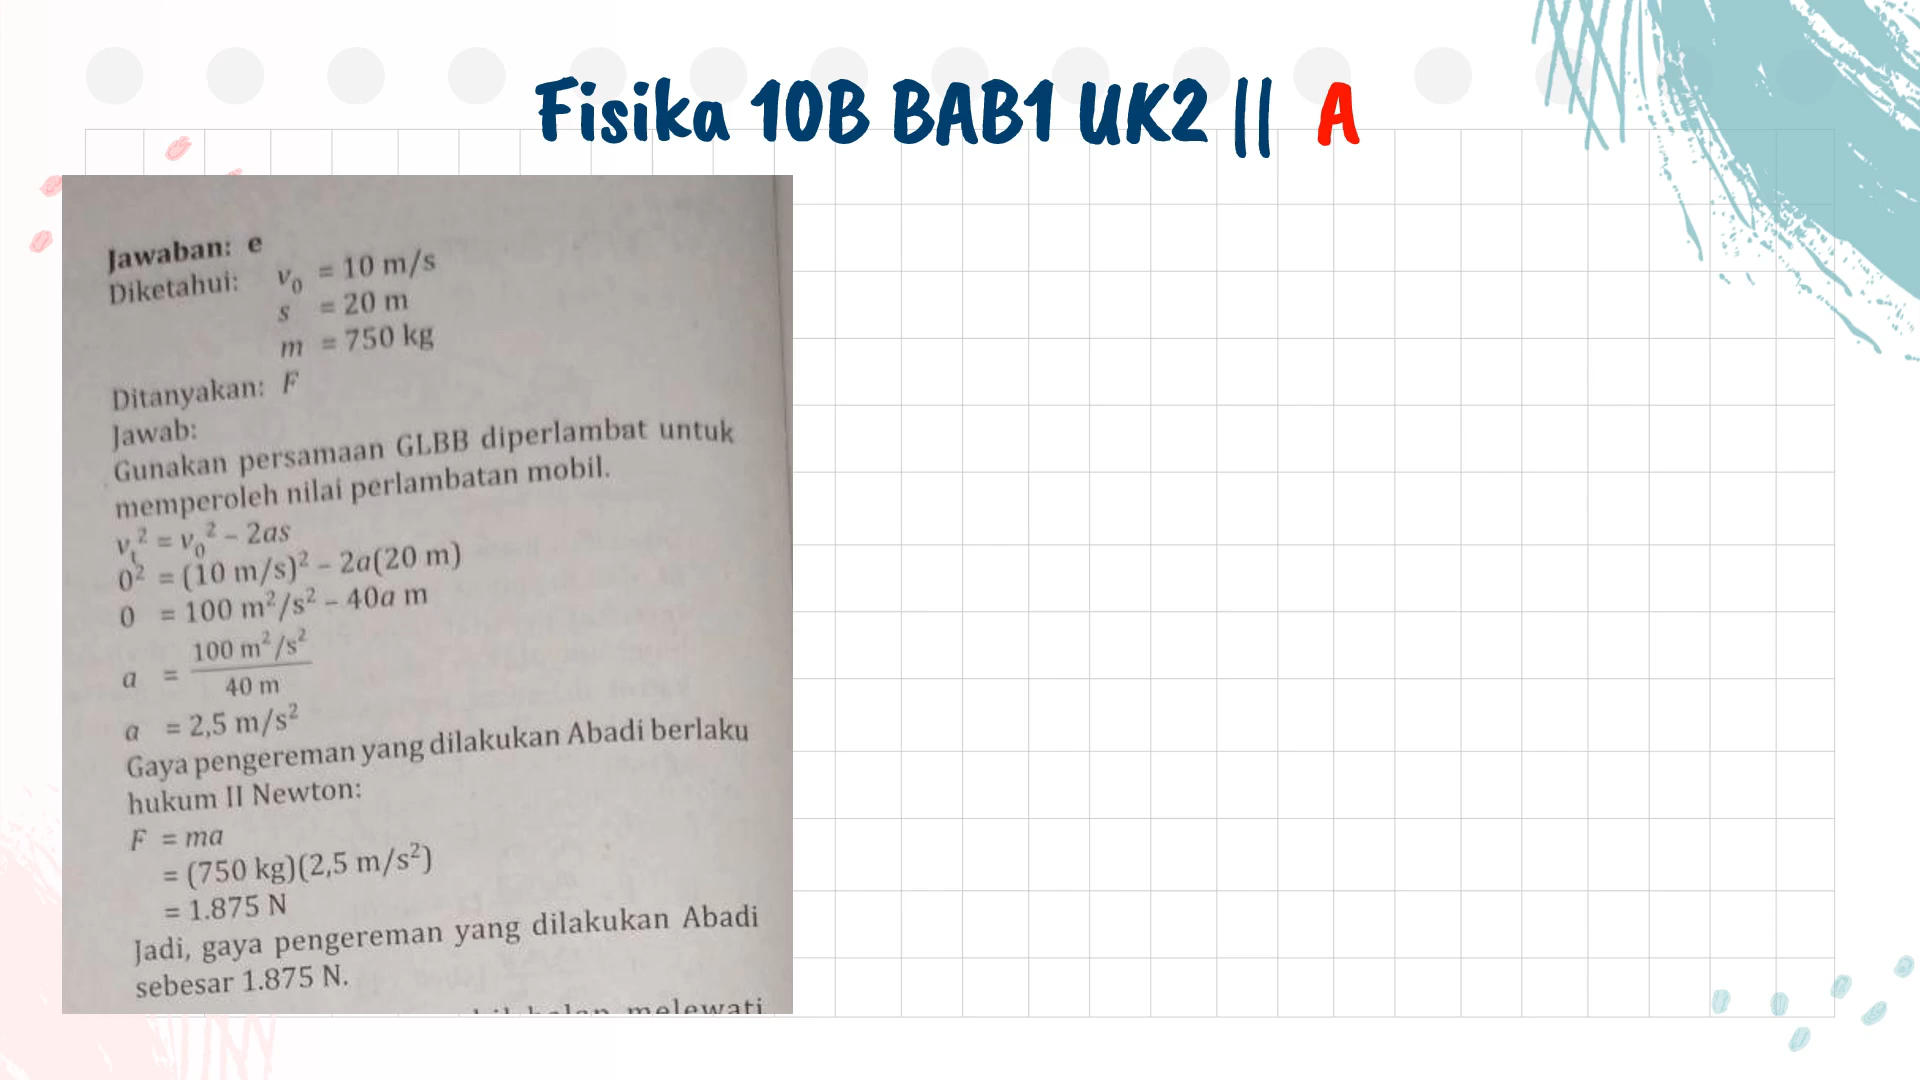 Fisika 10B BAB1 UK2 || A
Jawaban: e
Diketahui: v₀ = 10 m/s
s = 20 m
m = 750 kg
Ditanyakan: F
Jawab:
Gunakan persamaan GLBB diperlambat untuk
memperoleh nilai perlambatan mobil.
vₜ² = v₀² – 2as
0² = (10 m/s)² – 2a(20 m)
0 = 100 m²/s² – 40a m
a = 100 m²/s² / 40 m
a = 2,5 m/s²
Gaya pengereman yang dilakukan Abadi berlaku
hukum II Newton:
F = ma
= (750 kg)(2,5 m/s²)
= 1.875 N
Jadi, gaya pengereman yang dilakukan Abadi
sebesar 1.875 N.
melewati